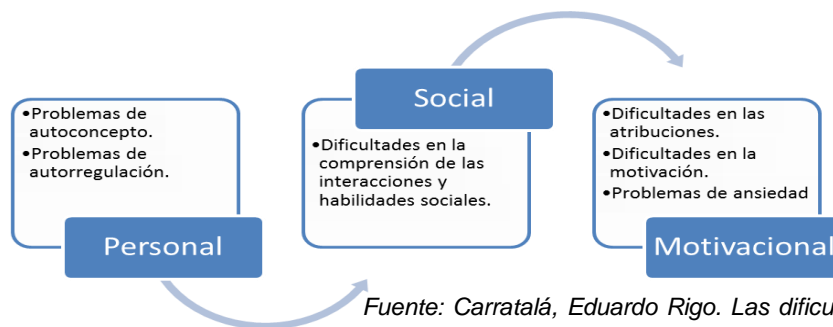 •Problemas de
autoconcepto.
•Problemas de
autorregulación.
Personal
Social
•Dificultades en la
comprensión de las
interacciones y
habilidades sociales.
•Dificultades en las
atribuciones.
•Dificultades en la
motivación.
•Problemas de ansiedad
Motivacional
Fuente: Carratalá, Eduardo Rigo. Las